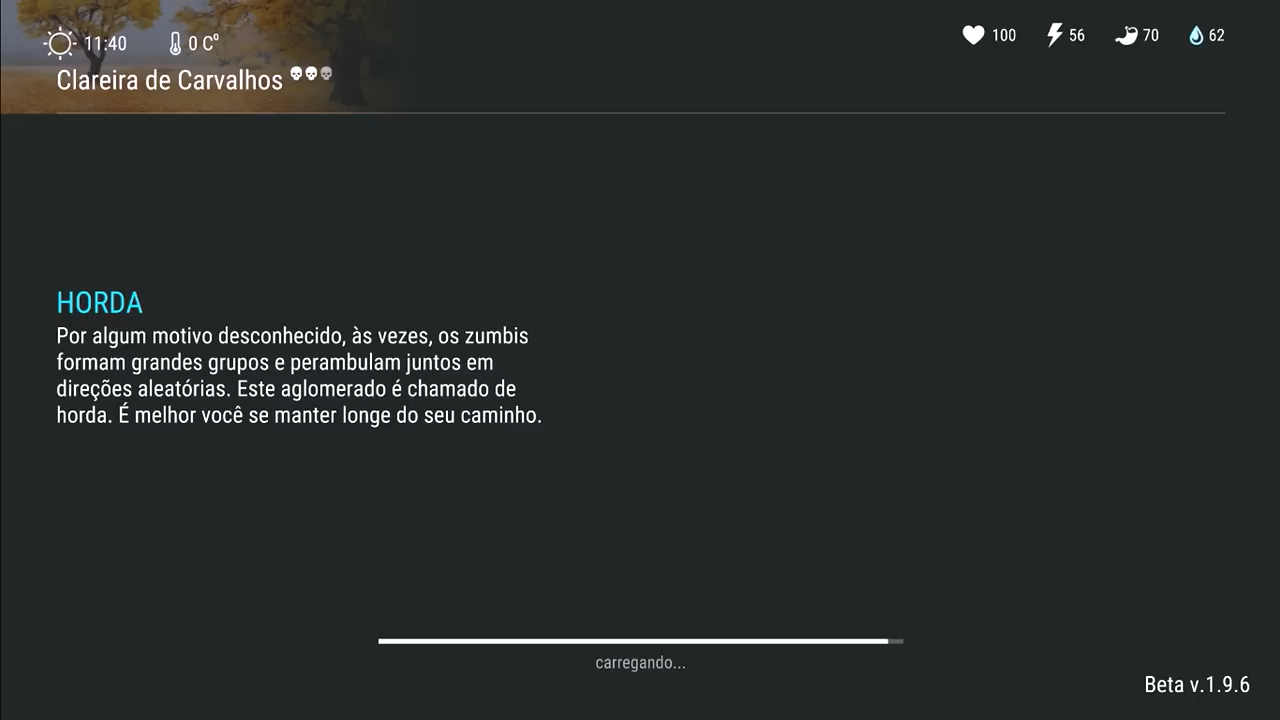 11:40 0 Cº 100 56 70 62
Clareira de Carvalhos
HORDA
Por algum motivo desconhecido, às vezes, os zumbis
formam grandes grupos e perambulam juntos em
direções aleatórias. Este aglomerado é chamado de
horda. É melhor você se manter longe do seu caminho.
carregando...
Beta v.1.9.6